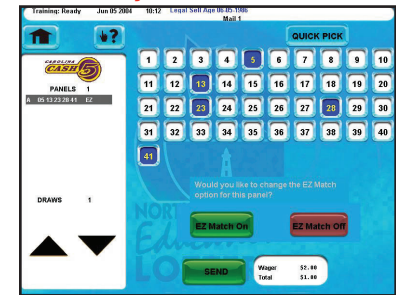 Training: Ready Jun 05 2004 10:12 Legal Sell Age 06-05-1986
Mail 1
?
QUICK PICK
CAROLINA
CASH 5
PANELS 1
A 05 13 23 28 41 EZ
DRAWS 1
1 2 3 4 5 6 7 8 9 10
11 12 13 14 15 16 17 18 19 20
21 22 23 24 25 26 27 28 29 30
31 32 33 34 35 36 37 38 39 40
41
Would you like to change the EZ Match
option for this panel?
EZ Match On EZ Match Off
SEND
Wager $2.00
Total $1.00